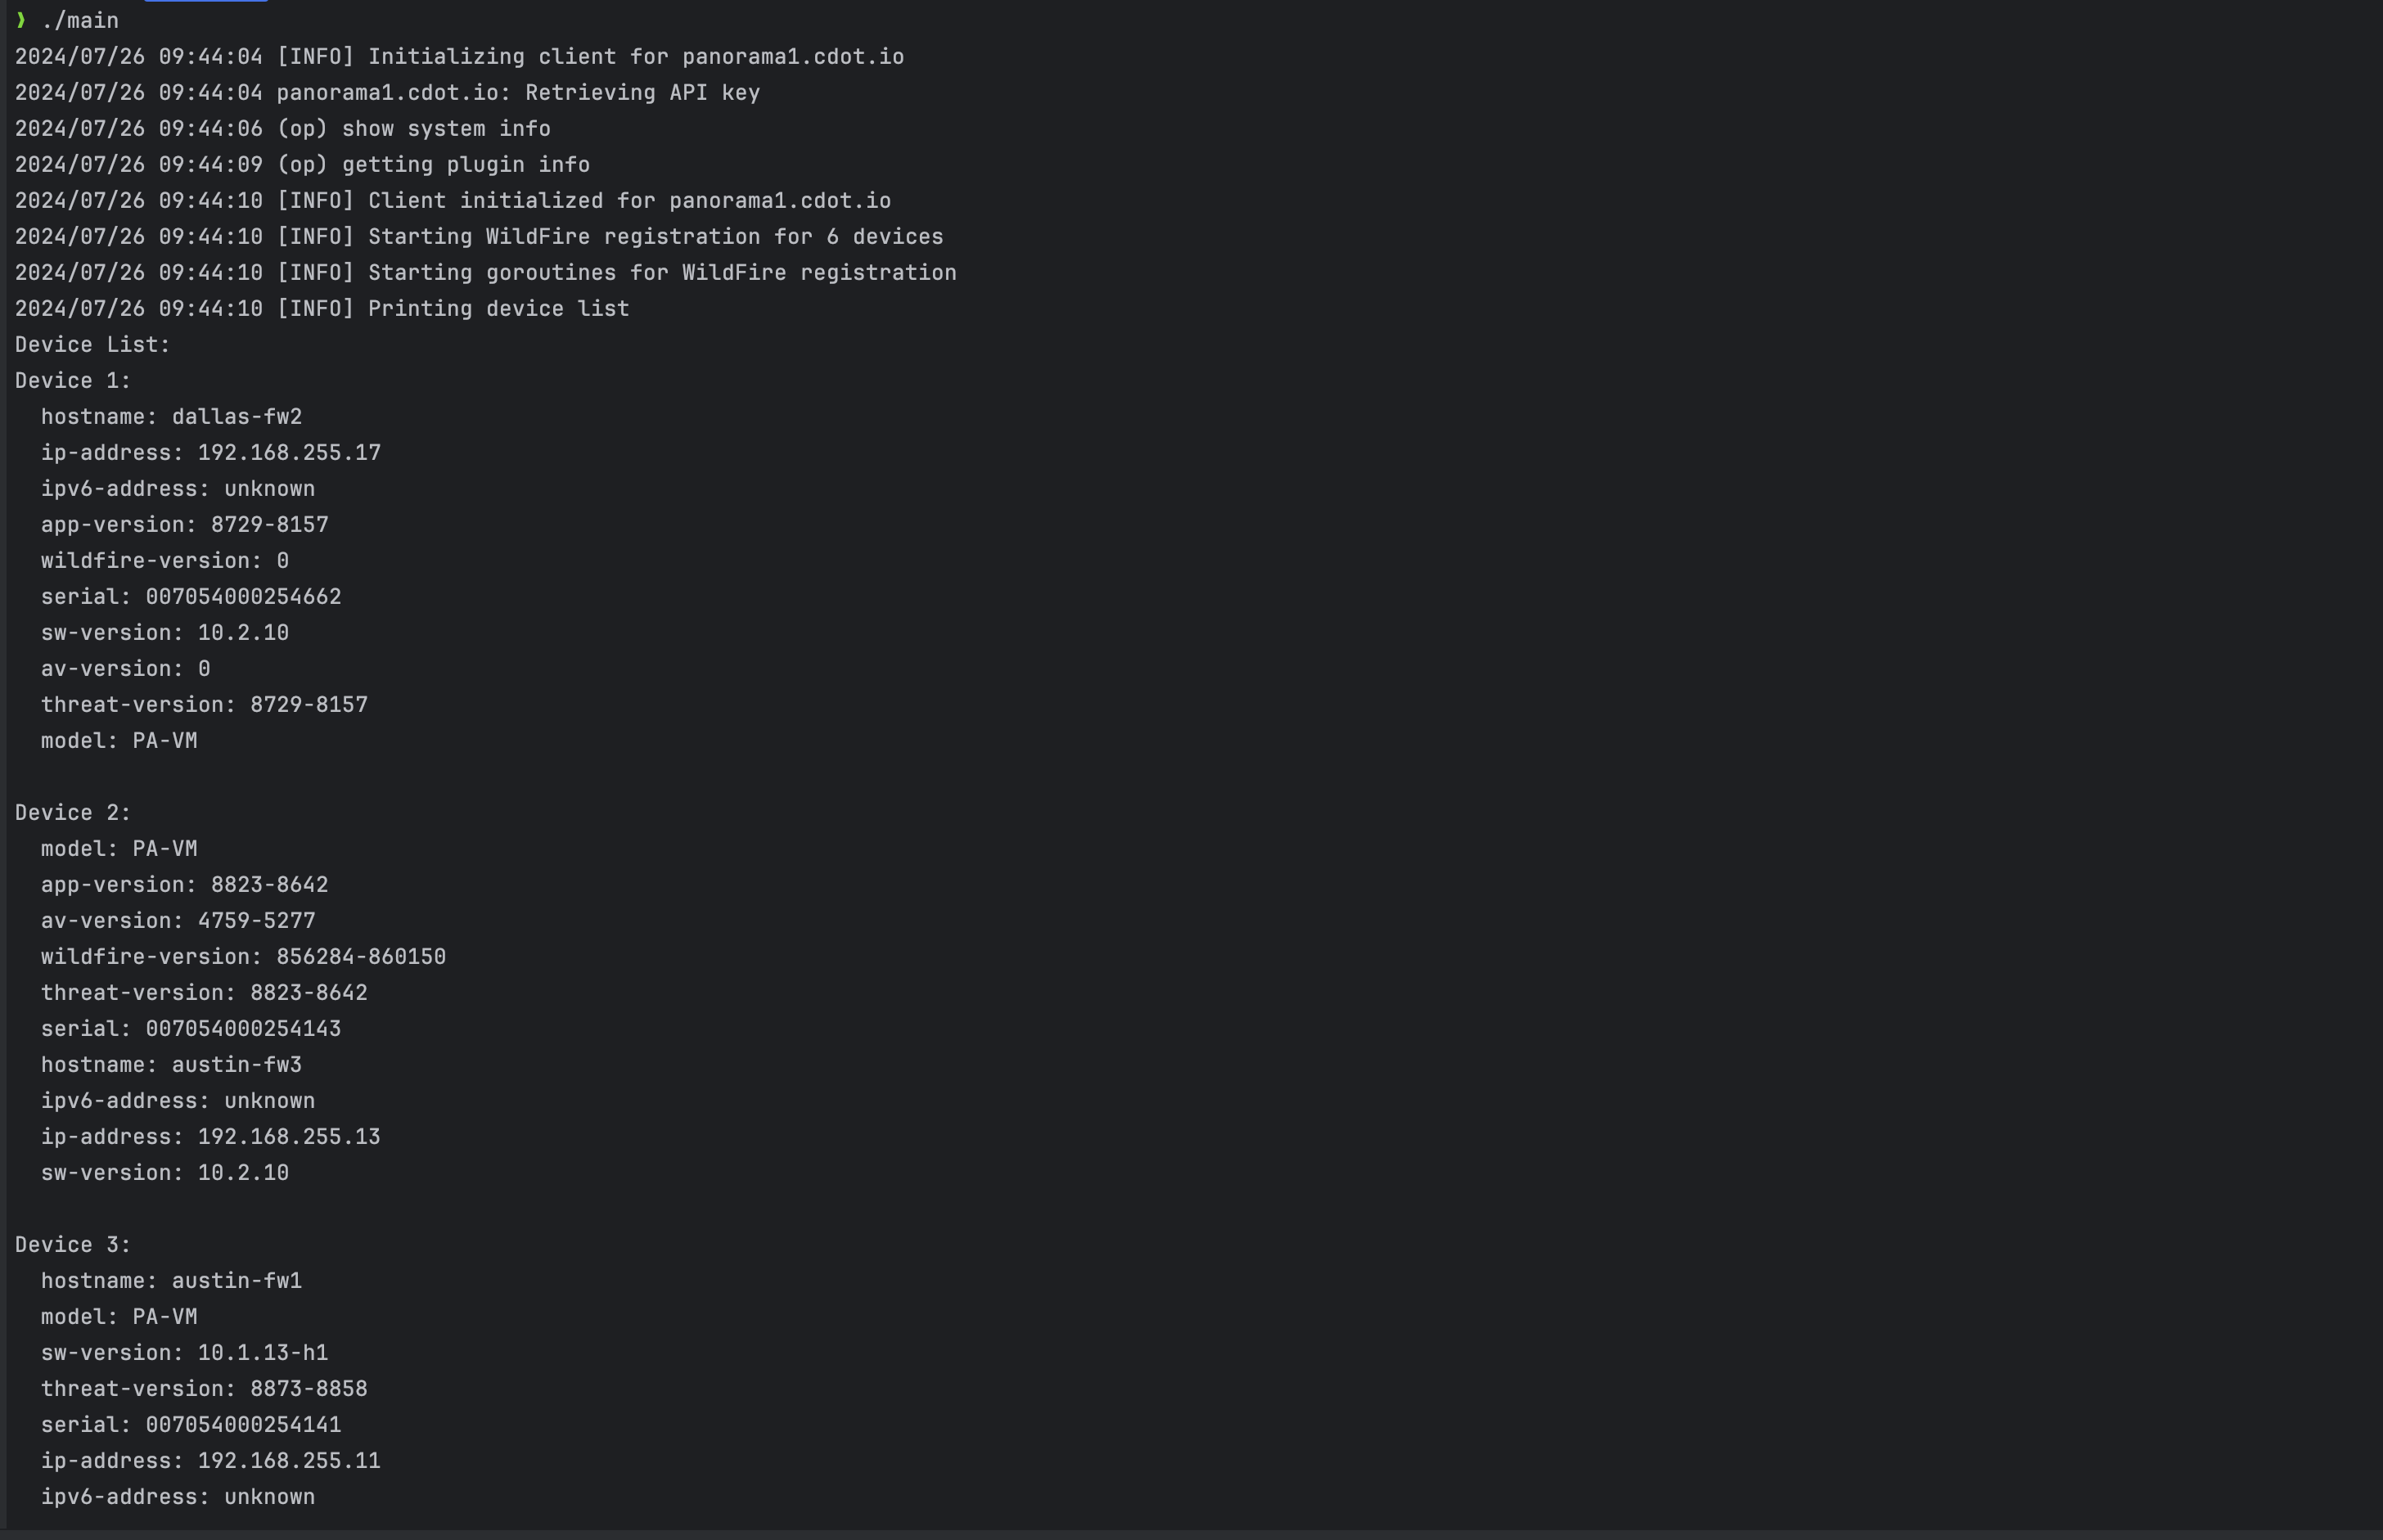 ❯ ./main
2024/07/26 09:44:04 [INFO] Initializing client for panorama1.cdot.io
2024/07/26 09:44:04 panorama1.cdot.io: Retrieving API key
2024/07/26 09:44:06 (op) show system info
2024/07/26 09:44:09 (op) getting plugin info
2024/07/26 09:44:10 [INFO] Client initialized for panorama1.cdot.io
2024/07/26 09:44:10 [INFO] Starting WildFire registration for 6 devices
2024/07/26 09:44:10 [INFO] Starting goroutines for WildFire registration
2024/07/26 09:44:10 [INFO] Printing device list
Device List:
Device 1:
  hostname: dallas-fw2
  ip-address: 192.168.255.17
  ipv6-address: unknown
  app-version: 8729-8157
  wildfire-version: 0
  serial: 007054000254662
  sw-version: 10.2.10
  av-version: 0
  threat-version: 8729-8157
  model: PA-VM

Device 2:
  model: PA-VM
  app-version: 8823-8642
  av-version: 4759-5277
  wildfire-version: 856284-860150
  threat-version: 8823-8642
  serial: 007054000254143
  hostname: austin-fw3
  ipv6-address: unknown
  ip-address: 192.168.255.13
  sw-version: 10.2.10

Device 3:
  hostname: austin-fw1
  model: PA-VM
  sw-version: 10.1.13-h1
  threat-version: 8873-8858
  serial: 007054000254141
  ip-address: 192.168.255.11
  ipv6-address: unknown